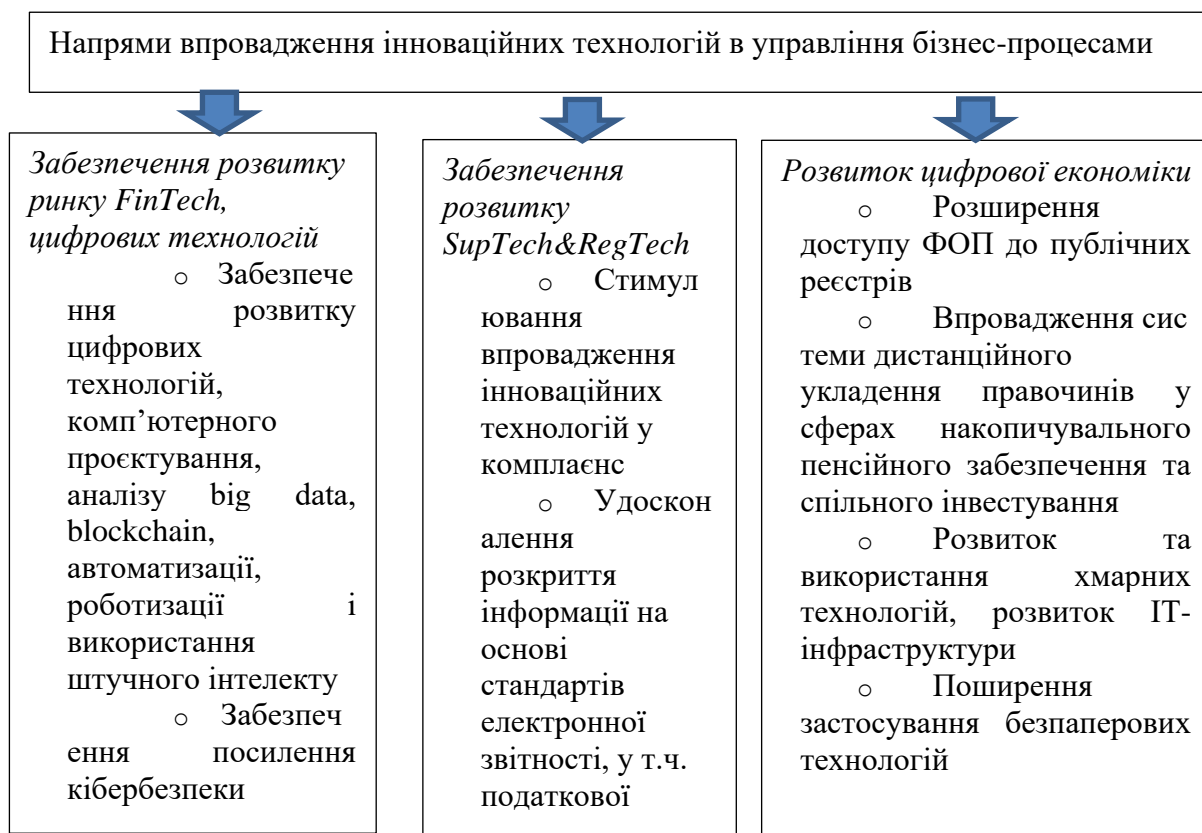 Напрями впровадження інноваційних технологій в управління бізнес-процесами
Забезпечення розвитку
ринку FinTech,
цифрових технологій
o Забезпече
ння розвитку
цифрових
технологій,
комп’ютерного
проєктування,
аналізу big data,
blockchain,
автоматизації,
роботизації і
використання
штучного інтелекту
o Забезпеч
ення посилення
кібербезпеки
Забезпечення
розвитку
SupTech&RegTech
o Стимул
ювання
впровадження
інноваційних
технологій у
комплаєнс
o Удоскон
алення
розкриття
інформації на
основі
стандартів
електронної
звітності, у т.ч.
податкової
Розвиток цифрової економіки
o Розширення
доступу ФОП до публічних
реєстрів
o Впровадження сис
теми дистанційного
укладення правочинів у
сферах накопичувального
пенсійного забезпечення та
спільного інвестування
o Розвиток та
використання хмарних
технологій, розвиток ІТ-
інфраструктури
o Поширення
застосування безпаперових
технологій